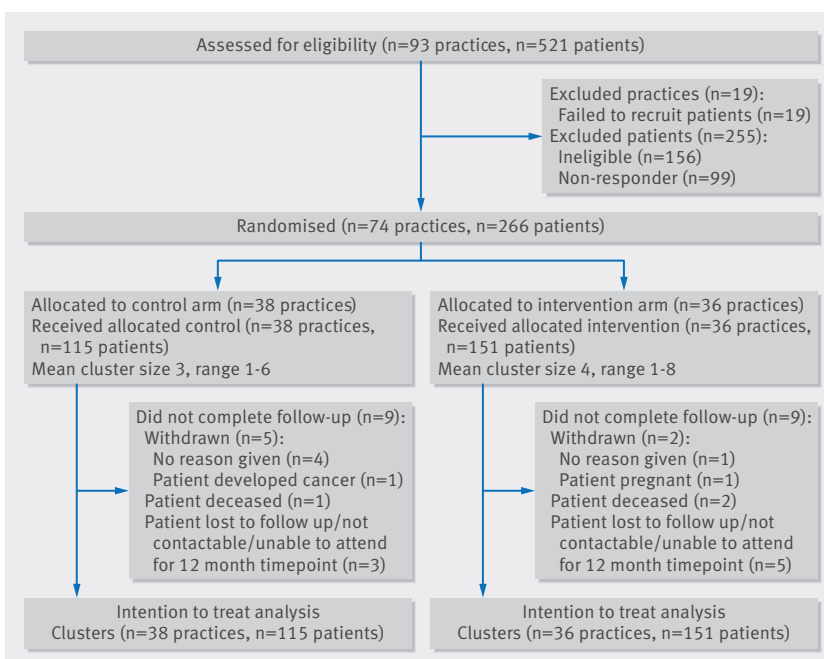 Assessed for eligibility (n=93 practices, n=521 patients)
Excluded practices (n=19):
Failed to recruit patients (n=19)
Excluded patients (n=255):
Ineligible (n=156)
Non-responder (n=99)
Randomised (n=74 practices, n=266 patients)
Allocated to control arm (n=38 practices)
Received allocated control (n=38 practices,
n=115 patients)
Mean cluster size 3, range 1-6
Allocated to intervention arm (n=36 practices)
Received allocated intervention (n=36 practices,
n=151 patients)
Mean cluster size 4, range 1-8
Did not complete follow-up (n=9):
Withdrawn (n=5):
No reason given (n=4)
Patient developed cancer (n=1)
Patient deceased (n=1)
Patient lost to follow up/not
contactable/unable to attend
for 12 month timepoint (n=3)
Did not complete follow-up (n=9):
Withdrawn (n=2):
No reason given (n=1)
Patient pregnant (n=1)
Patient deceased (n=2)
Patient lost to follow up/not
contactable/unable to attend
for 12 month timepoint (n=5)
Intention to treat analysis
Clusters (n=38 practices, n=115 patients)
Intention to treat analysis
Clusters (n=36 practices, n=151 patients)